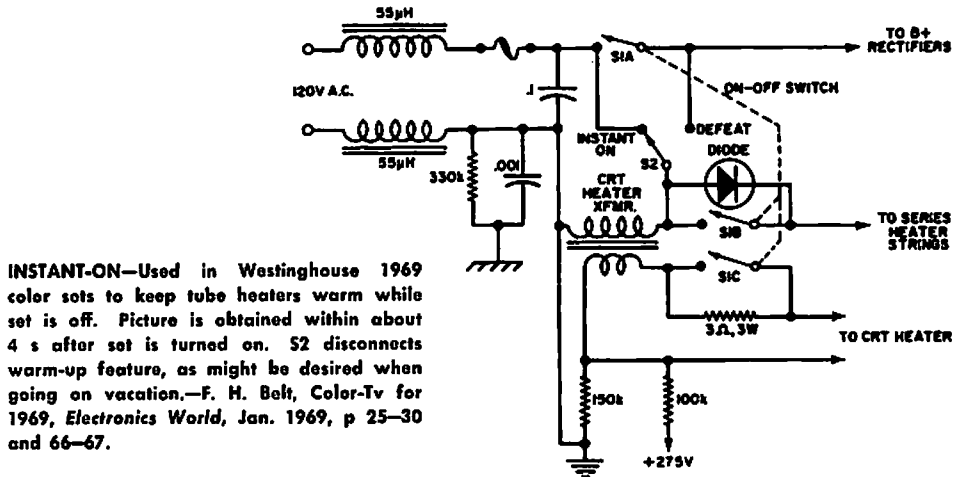 55µH
TO B+
RECTIFIERS
S1A
120V A.C.
.1
ON-OFF SWITCH
INSTANT
ON
DEFEAT
S2
DIODE
55µH
330k
.001
CRT
HEATER
XFMR.
S1B
TO SERIES
HEATER
STRINGS
S1C
3Ω, 3W
TO CRT HEATER
150k
100k
+275V
INSTANT-ON—Used in Westinghouse 1969
color sets to keep tube heaters warm while
set is off. Picture is obtained within about
4 s after set is turned on. S2 disconnects
warm-up feature, as might be desired when
going on vacation.—F. H. Belt, Color-Tv for
1969, Electronics World, Jan. 1969, p 25–30
and 66–67.